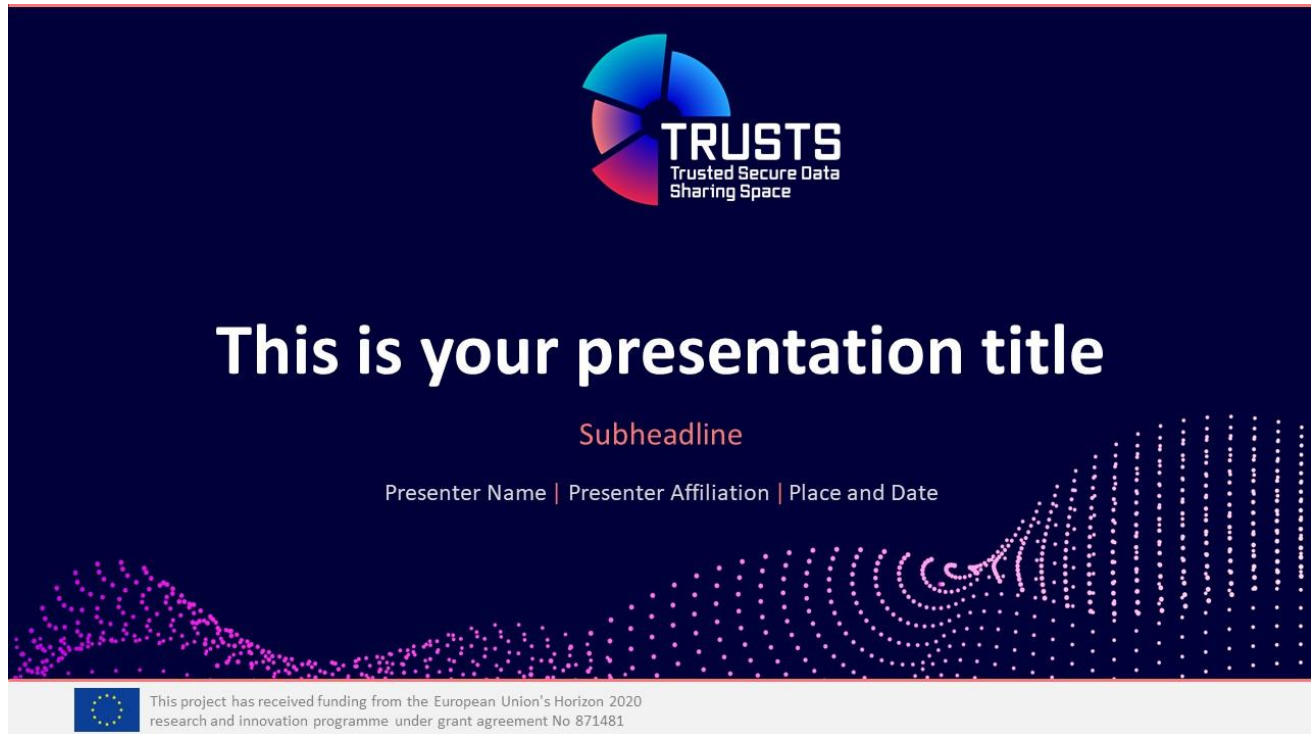 TRUSTS
Trusted Secure Data
Sharing Space
This is your presentation title
Subheadline
Presenter Name | Presenter Affiliation | Place and Date
This project has received funding from the European Union's Horizon 2020
research and innovation programme under grant agreement No 871481